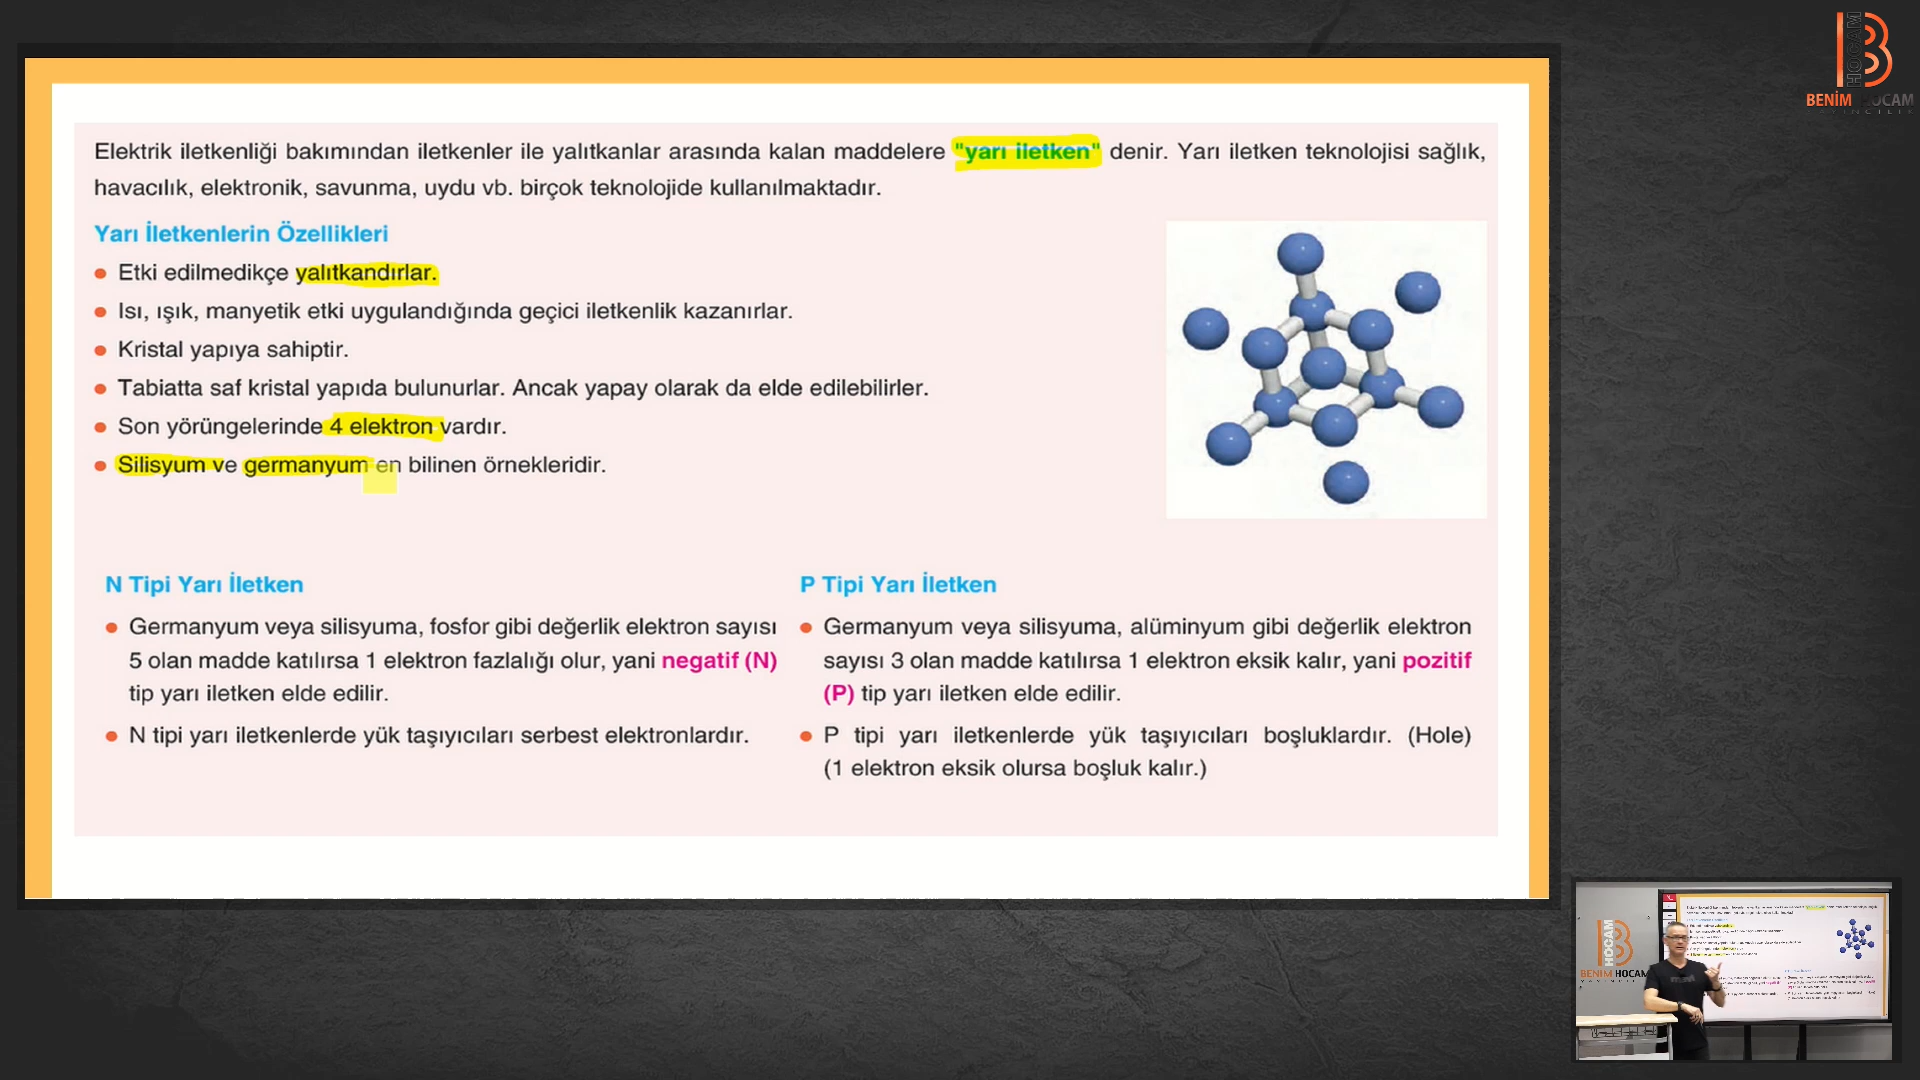 BENİM HOCAM
HOCAM
Elektrik iletkenliği bakımından iletkenler ile yalıtkanlar arasında kalan maddelere "yarı iletken" denir. Yarı iletken teknolojisi sağlık,
havacılık, elektronik, savunma, uydu vb. birçok teknolojide kullanılmaktadır.
Yarı İletkenlerin Özellikleri
Etki edilmedikçe yalıtkandırlar.
Isı, ışık, manyetik etki uygulandığında geçici iletkenlik kazanırlar.
Kristal yapıya sahiptir.
Tabiatta saf kristal yapıda bulunurlar. Ancak yapay olarak da elde edilebilirler.
Son yörüngelerinde 4 elektron vardır.
Silisyum ve germanyum en bilinen örnekleridir.
N Tipi Yarı İletken
Germanyum veya silisyuma, fosfor gibi değerlik elektron sayısı
5 olan madde katılırsa 1 elektron fazlalığı olur, yani negatif (N)
tip yarı iletken elde edilir.
N tipi yarı iletkenlerde yük taşıyıcıları serbest elektronlardır.
P Tipi Yarı İletken
Germanyum veya silisyuma, alüminyum gibi değerlik elektron
sayısı 3 olan madde katılırsa 1 elektron eksik kalır, yani pozitif
(P) tip yarı iletken elde edilir.
P tipi yarı iletkenlerde yük taşıyıcıları boşluklardır. (Hole)
(1 elektron eksik olursa boşluk kalır.)
HOCAM
BENİM HOCAM